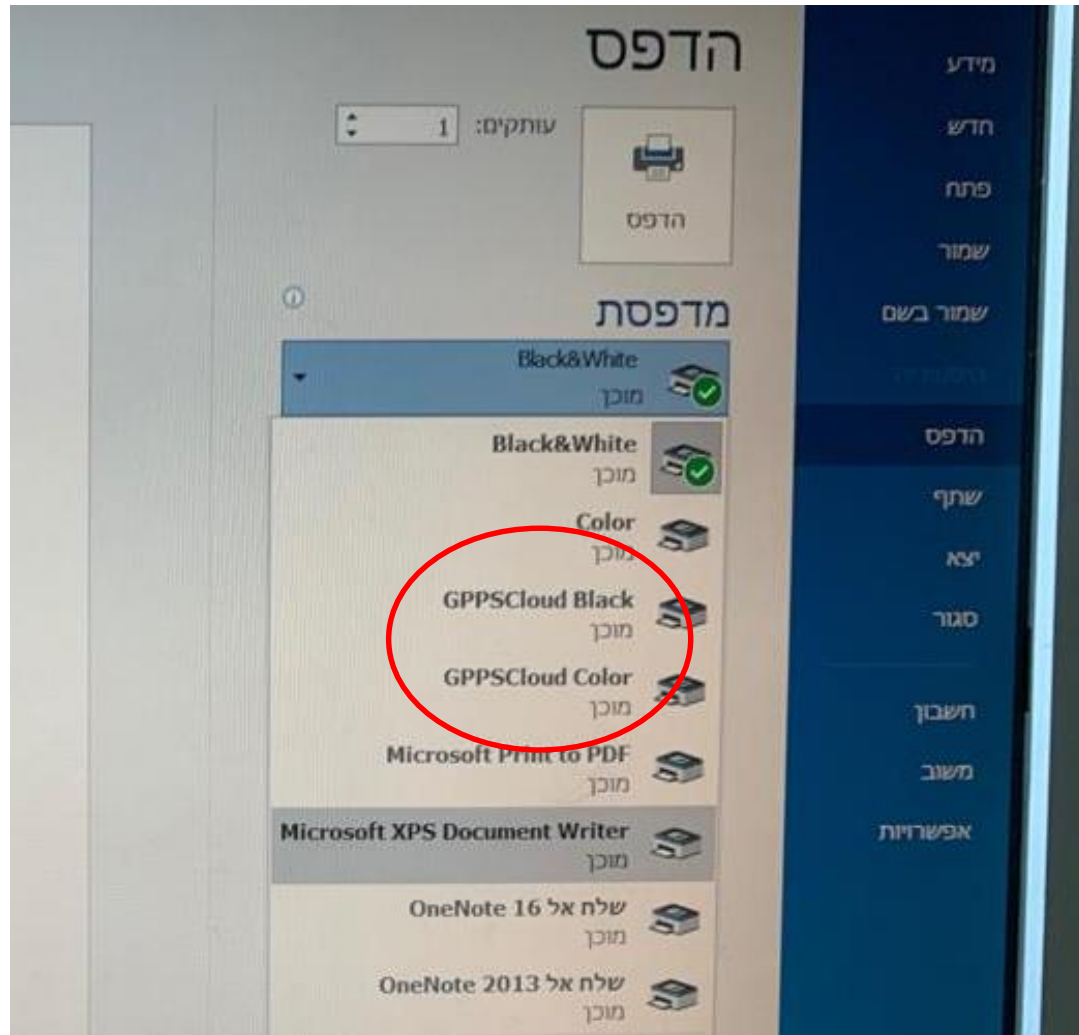 הדפס
עותקים: 1
הדפס
מדפסת
Black&White
מוכן
Black&White
מוכן
Color
מוכן
GPPSCloud Black
מוכן
GPPSCloud Color
מוכן
Microsoft Print to PDF
מוכן
Microsoft XPS Document Writer
מוכן
שלח אל OneNote 16
מוכן
שלח אל OneNote 2013
מוכן
מידע
חדש
פתח
שמור
שמור בשם
הדפס
שתף
יצא
סגור
חשבון
משוב
אפשרויות